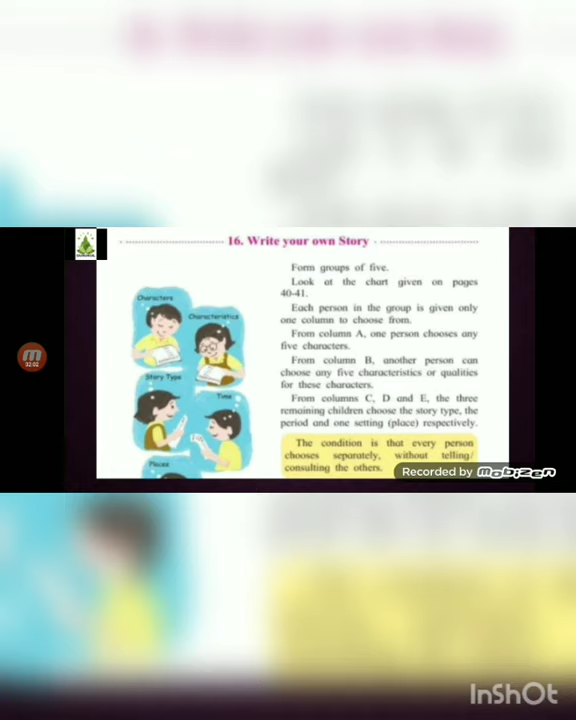 16. Write your own Story
Form groups of five.
Look at the chart given on pages
40-41.
Each person in the group is given only
one column to choose from.
From column A, one person chooses any
five characters.
From column B, another person can
choose any five characteristics or qualities
for these characters.
From columns C, D and E, the three
remaining children choose the story type, the
period and one setting (place) respectively.
The condition is that every person
chooses separately, without telling/
consulting the others.
Characters
Characteristics
Story Type
Time
Places
02:02
Recorded by Mobizen
InShOt